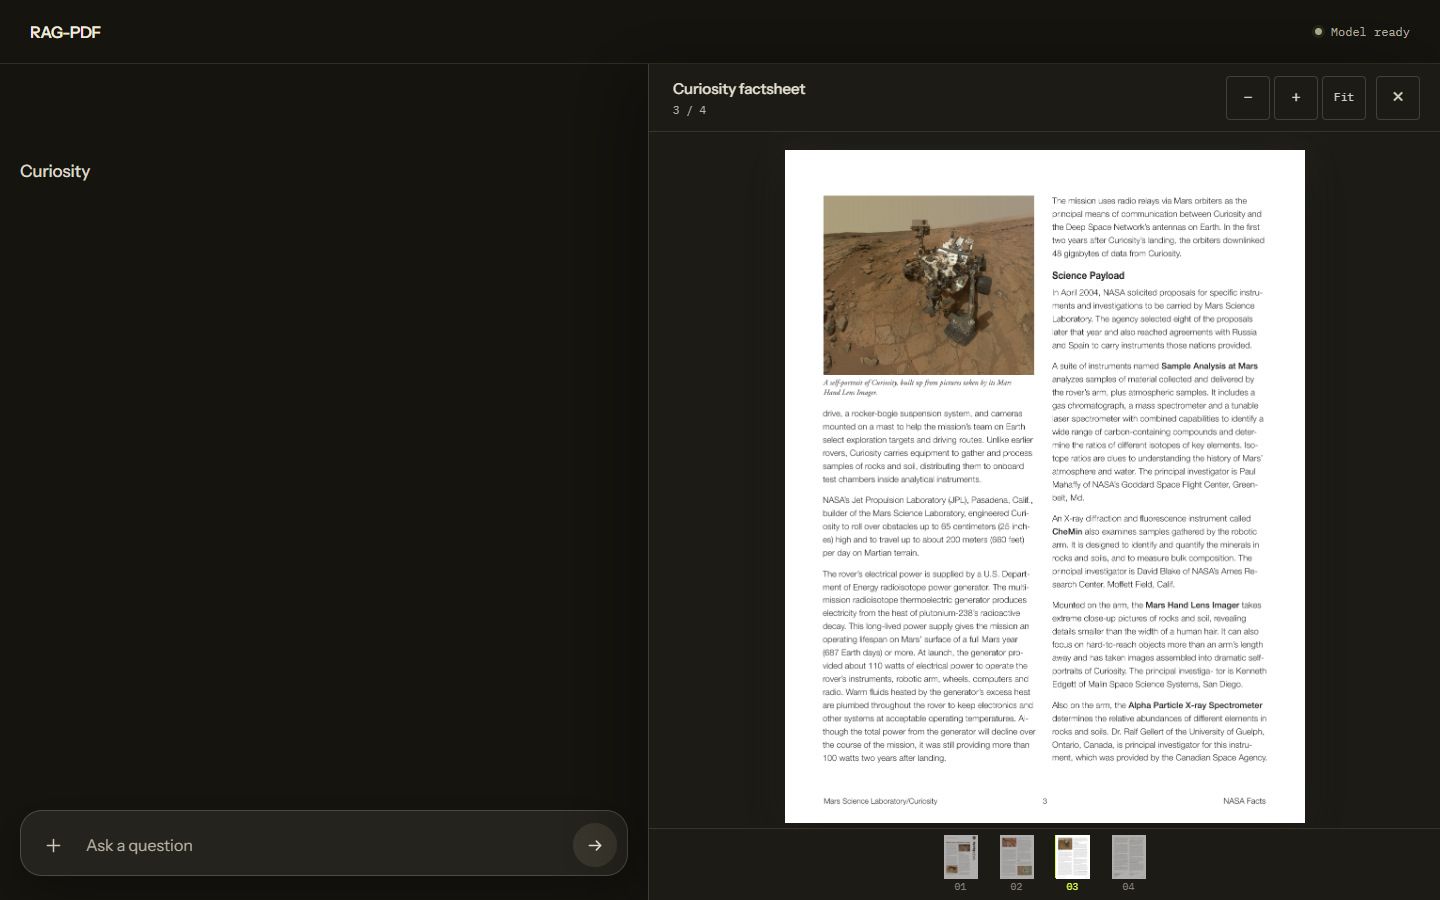 RAG-PDF
Model ready
Curiosity
Ask a question
Curiosity factsheet
3 / 4
Fit
A self-portrait of Curiosity, built up from pictures taken by its Mars
Hand Lens Imager.
drive, a rocker-bogie suspension system, and cameras
mounted on a mast to help the mission's team on Earth
select exploration targets and driving routes. Unlike earlier
rovers, Curiosity carries equipment to gather and process
samples of rocks and soil, distributing them to onboard
test chambers inside analytical instruments.
NASA's Jet Propulsion Laboratory (JPL), Pasadena, Calif.,
builder of the Mars Science Laboratory, engineered Curi-
osity to roll over obstacles up to 65 centimeters (25 inch-
es) high and to travel up to about 200 meters (660 feet)
per day on Martian terrain.
The rover's electrical power is supplied by a U.S. Depart-
ment of Energy radioisotope power generator. The multi-
mission radioisotope thermoelectric generator produces
electricity from the heat of plutonium-238's radioactive
decay. This long-lived power supply gives the mission an
operating lifespan on Mars' surface of a full Mars year
(687 Earth days) or more. At launch, the generator pro-
vided about 110 watts of electrical power to operate the
rover's instruments, robotic arm, wheels, computers and
radio. Warm fluids heated by the generator's excess heat
are plumbed throughout the rover to keep electronics and
other systems at acceptable operating temperatures. Al-
though the total power from the generator will decline over
the course of the mission, it was still providing more than
100 watts two years after landing.
The mission uses radio relays via Mars orbiters as the
principal means of communication between Curiosity and
the Deep Space Network's antennas on Earth. In the first
two years after Curiosity's landing, the orbiters downlinked
48 gigabytes of data from Curiosity.
Science Payload
In April 2004, NASA solicited proposals for specific instru-
ments and investigations to be carried by Mars Science
Laboratory. The agency selected eight of the proposals
later that year and also reached agreements with Russia
and Spain to carry instruments those nations provided.
A suite of instruments named Sample Analysis at Mars
analyzes samples of material collected and delivered by
the rover's arm, plus atmospheric samples. It includes a
gas chromatograph, a mass spectrometer and a tunable
laser spectrometer with combined capabilities to identify a
wide range of carbon-containing compounds and deter-
mine the ratios of different isotopes of key elements. Iso-
tope ratios are clues to understanding the history of Mars'
atmosphere and water. The principal investigator is Paul
Mahaffy of NASA's Goddard Space Flight Center, Green-
belt, Md.
An X-ray diffraction and fluorescence instrument called
CheMin also examines samples gathered by the robotic
arm. It is designed to identify and quantify the minerals in
rocks and soils, and to measure bulk composition. The
principal investigator is David Blake of NASA's Ames Re-
search Center, Moffett Field, Calif.
Mounted on the arm, the Mars Hand Lens Imager takes
extreme close-up pictures of rocks and soil, revealing
details smaller than the width of a human hair. It can also
focus on hard-to-reach objects more than an arm's length
away and has taken images assembled into dramatic self-
portraits of Curiosity. The principal investiga- tor is Kenneth
Edgett of Malin Space Science Systems, San Diego.
Also on the arm, the Alpha Particle X-ray Spectrometer
determines the relative abundances of different elements in
rocks and soils. Dr. Ralf Gellert of the University of Guelph,
Ontario, Canada, is principal investigator for this instru-
ment, which was provided by the Canadian Space Agency.
Mars Science Laboratory/Curiosity
3
NASA Facts
01
02
03
04